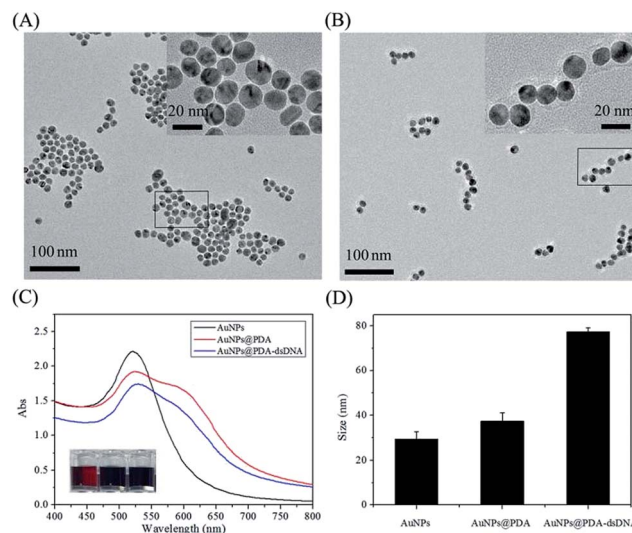 (A)
20 nm
100 nm
(B)
20 nm
100 nm
(C)
AuNPs
AuNPs@PDA
AuNPs@PDA-dsDNA
2.5
2.0
1.5
1.0
0.5
0.0
Abs
400 450 500 550 600 650 700 750 800
Wavelength (nm)
(D)
80
60
40
20
0
Size (nm)
AuNPs AuNPs@PDA AuNPs@PDA-dsDNA